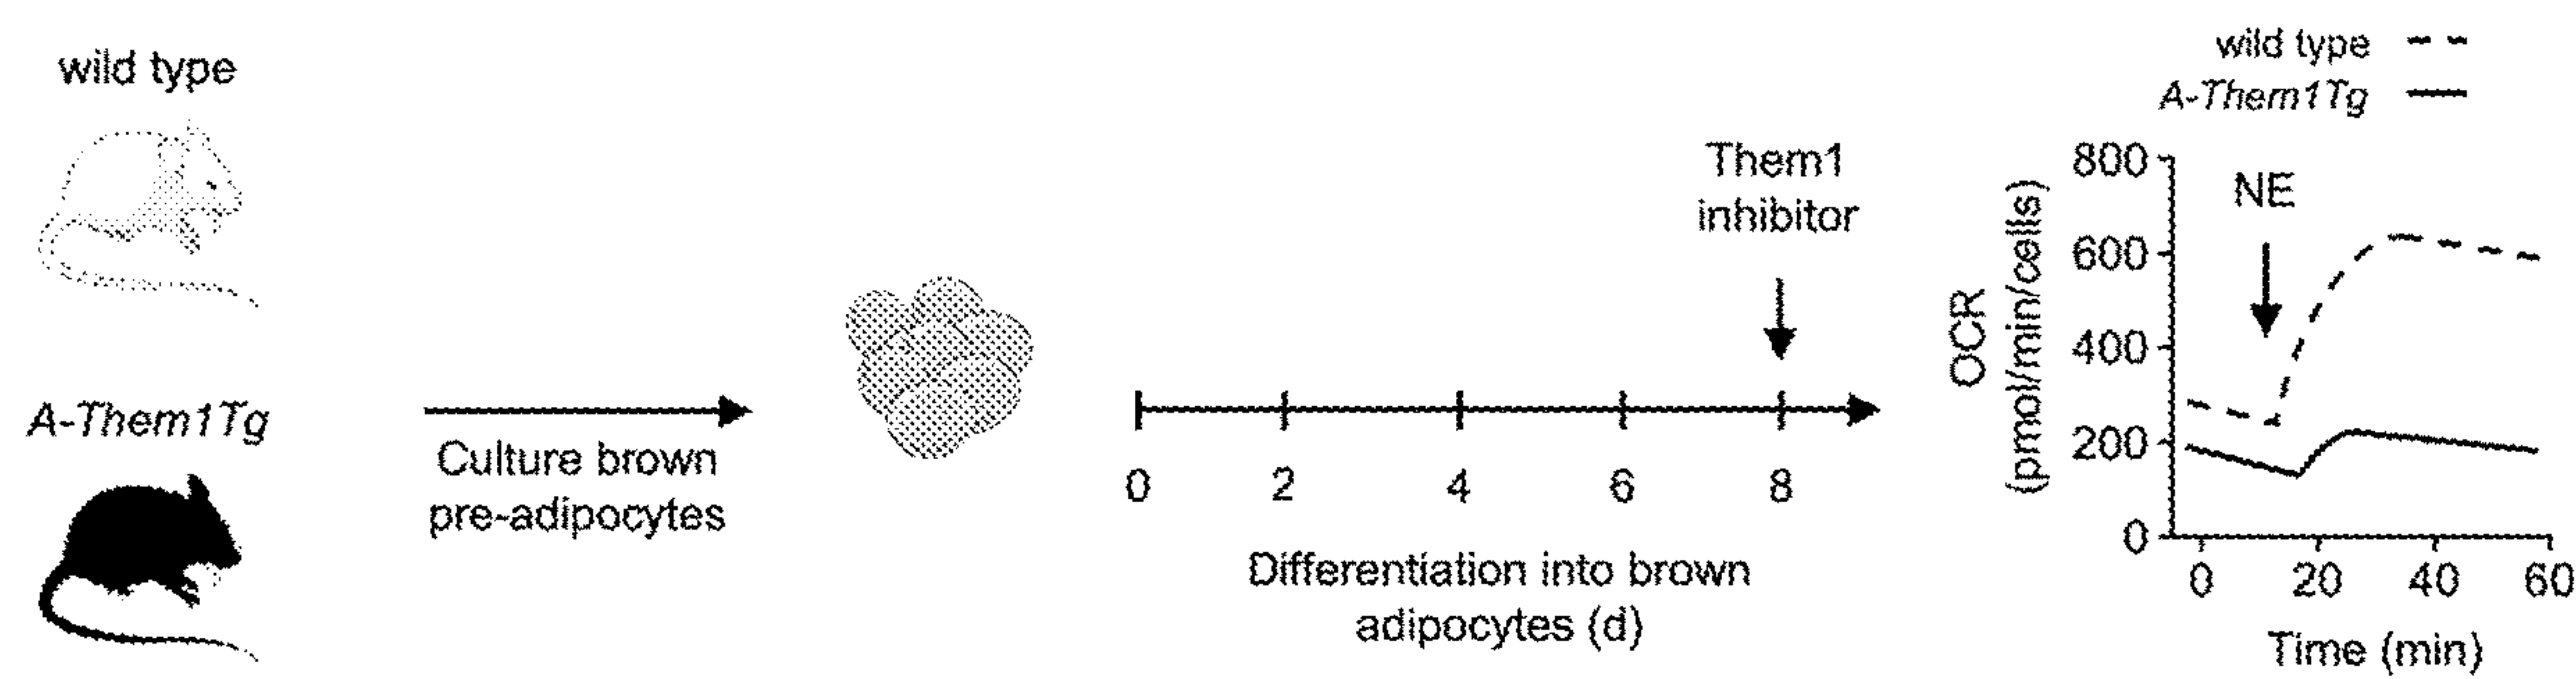 wild type
A-Them1Tg
Culture brown
pre-adipocytes
Them1
inhibitor
0 2 4 6 8
Differentiation into brown
adipocytes (d)
wild type
A-Them1Tg
OCR
(pmol/min/cells)
800
600
400
200
0
NE
0 20 40 60
Time (min)